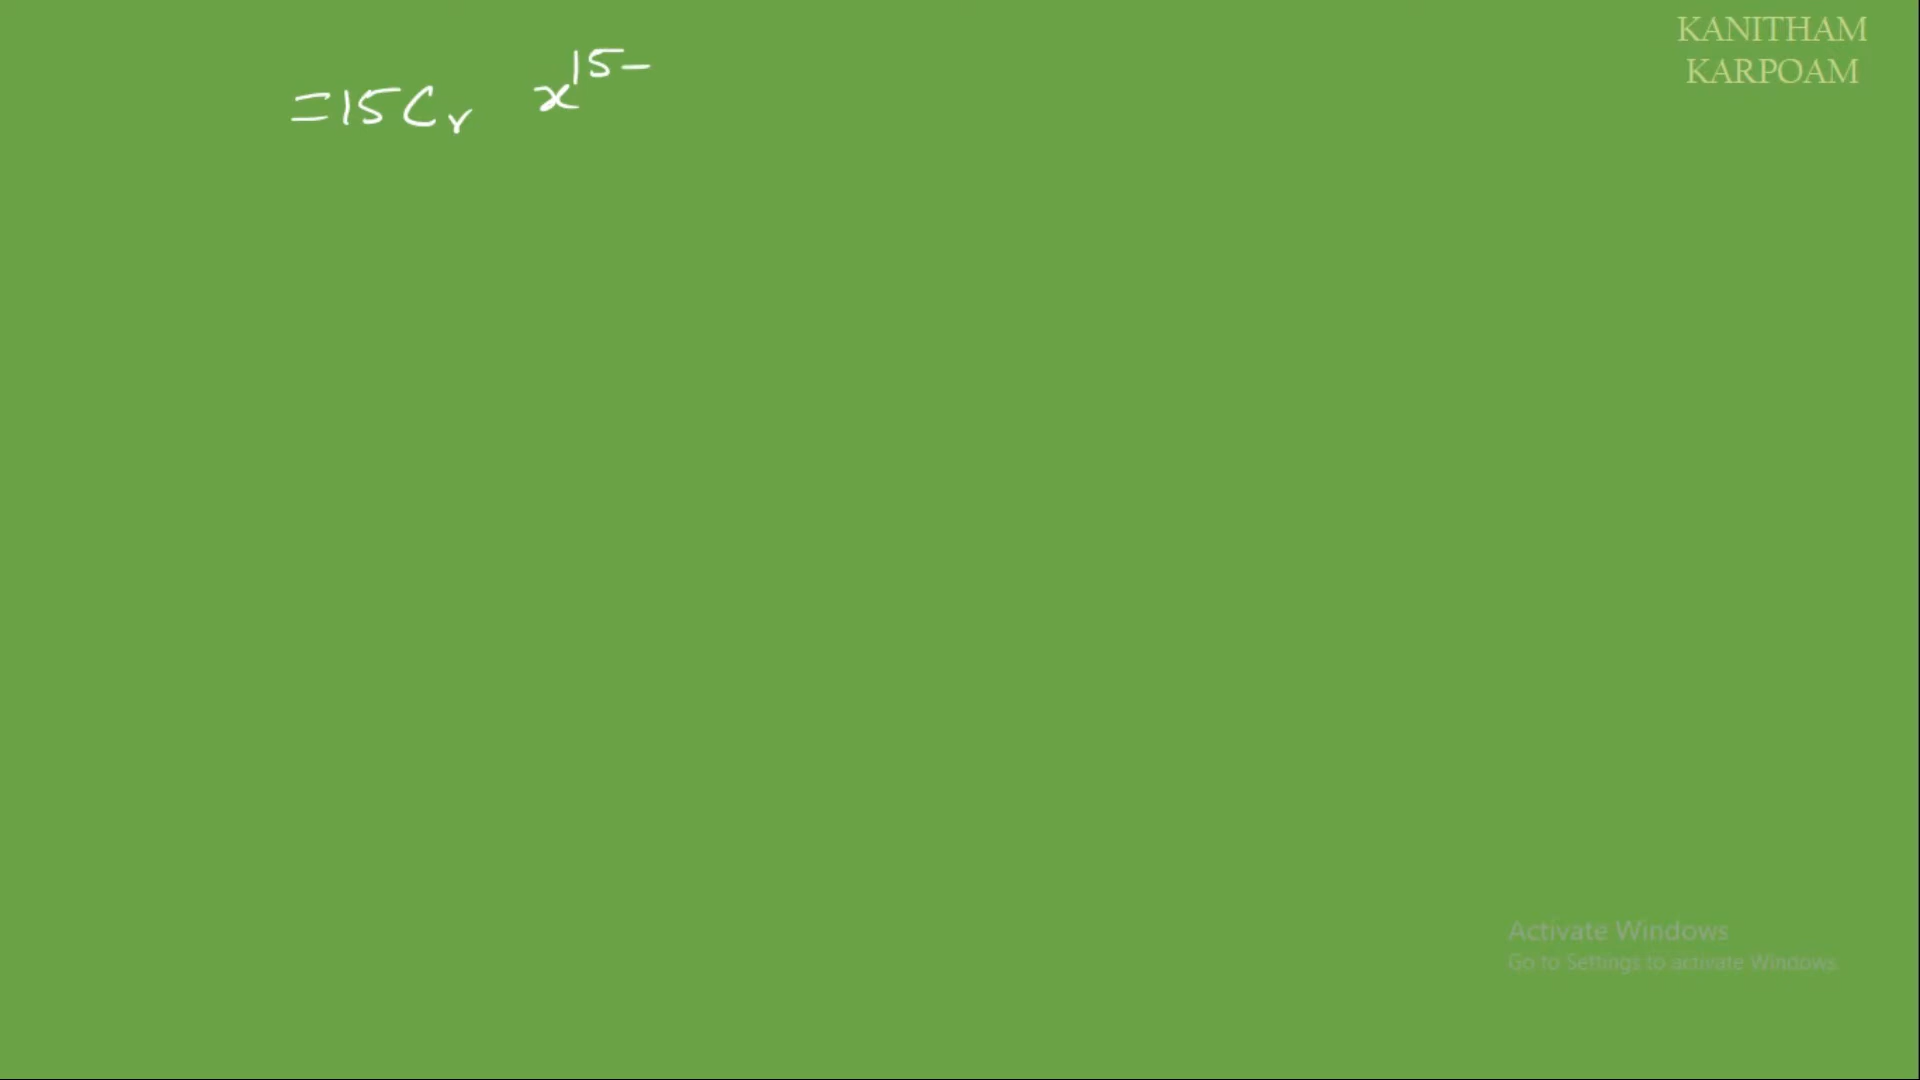 =15Cᵣ x¹⁵⁻
KANITHAM
KARPOAM
Activate Windows
Go to Settings to activate Windows.